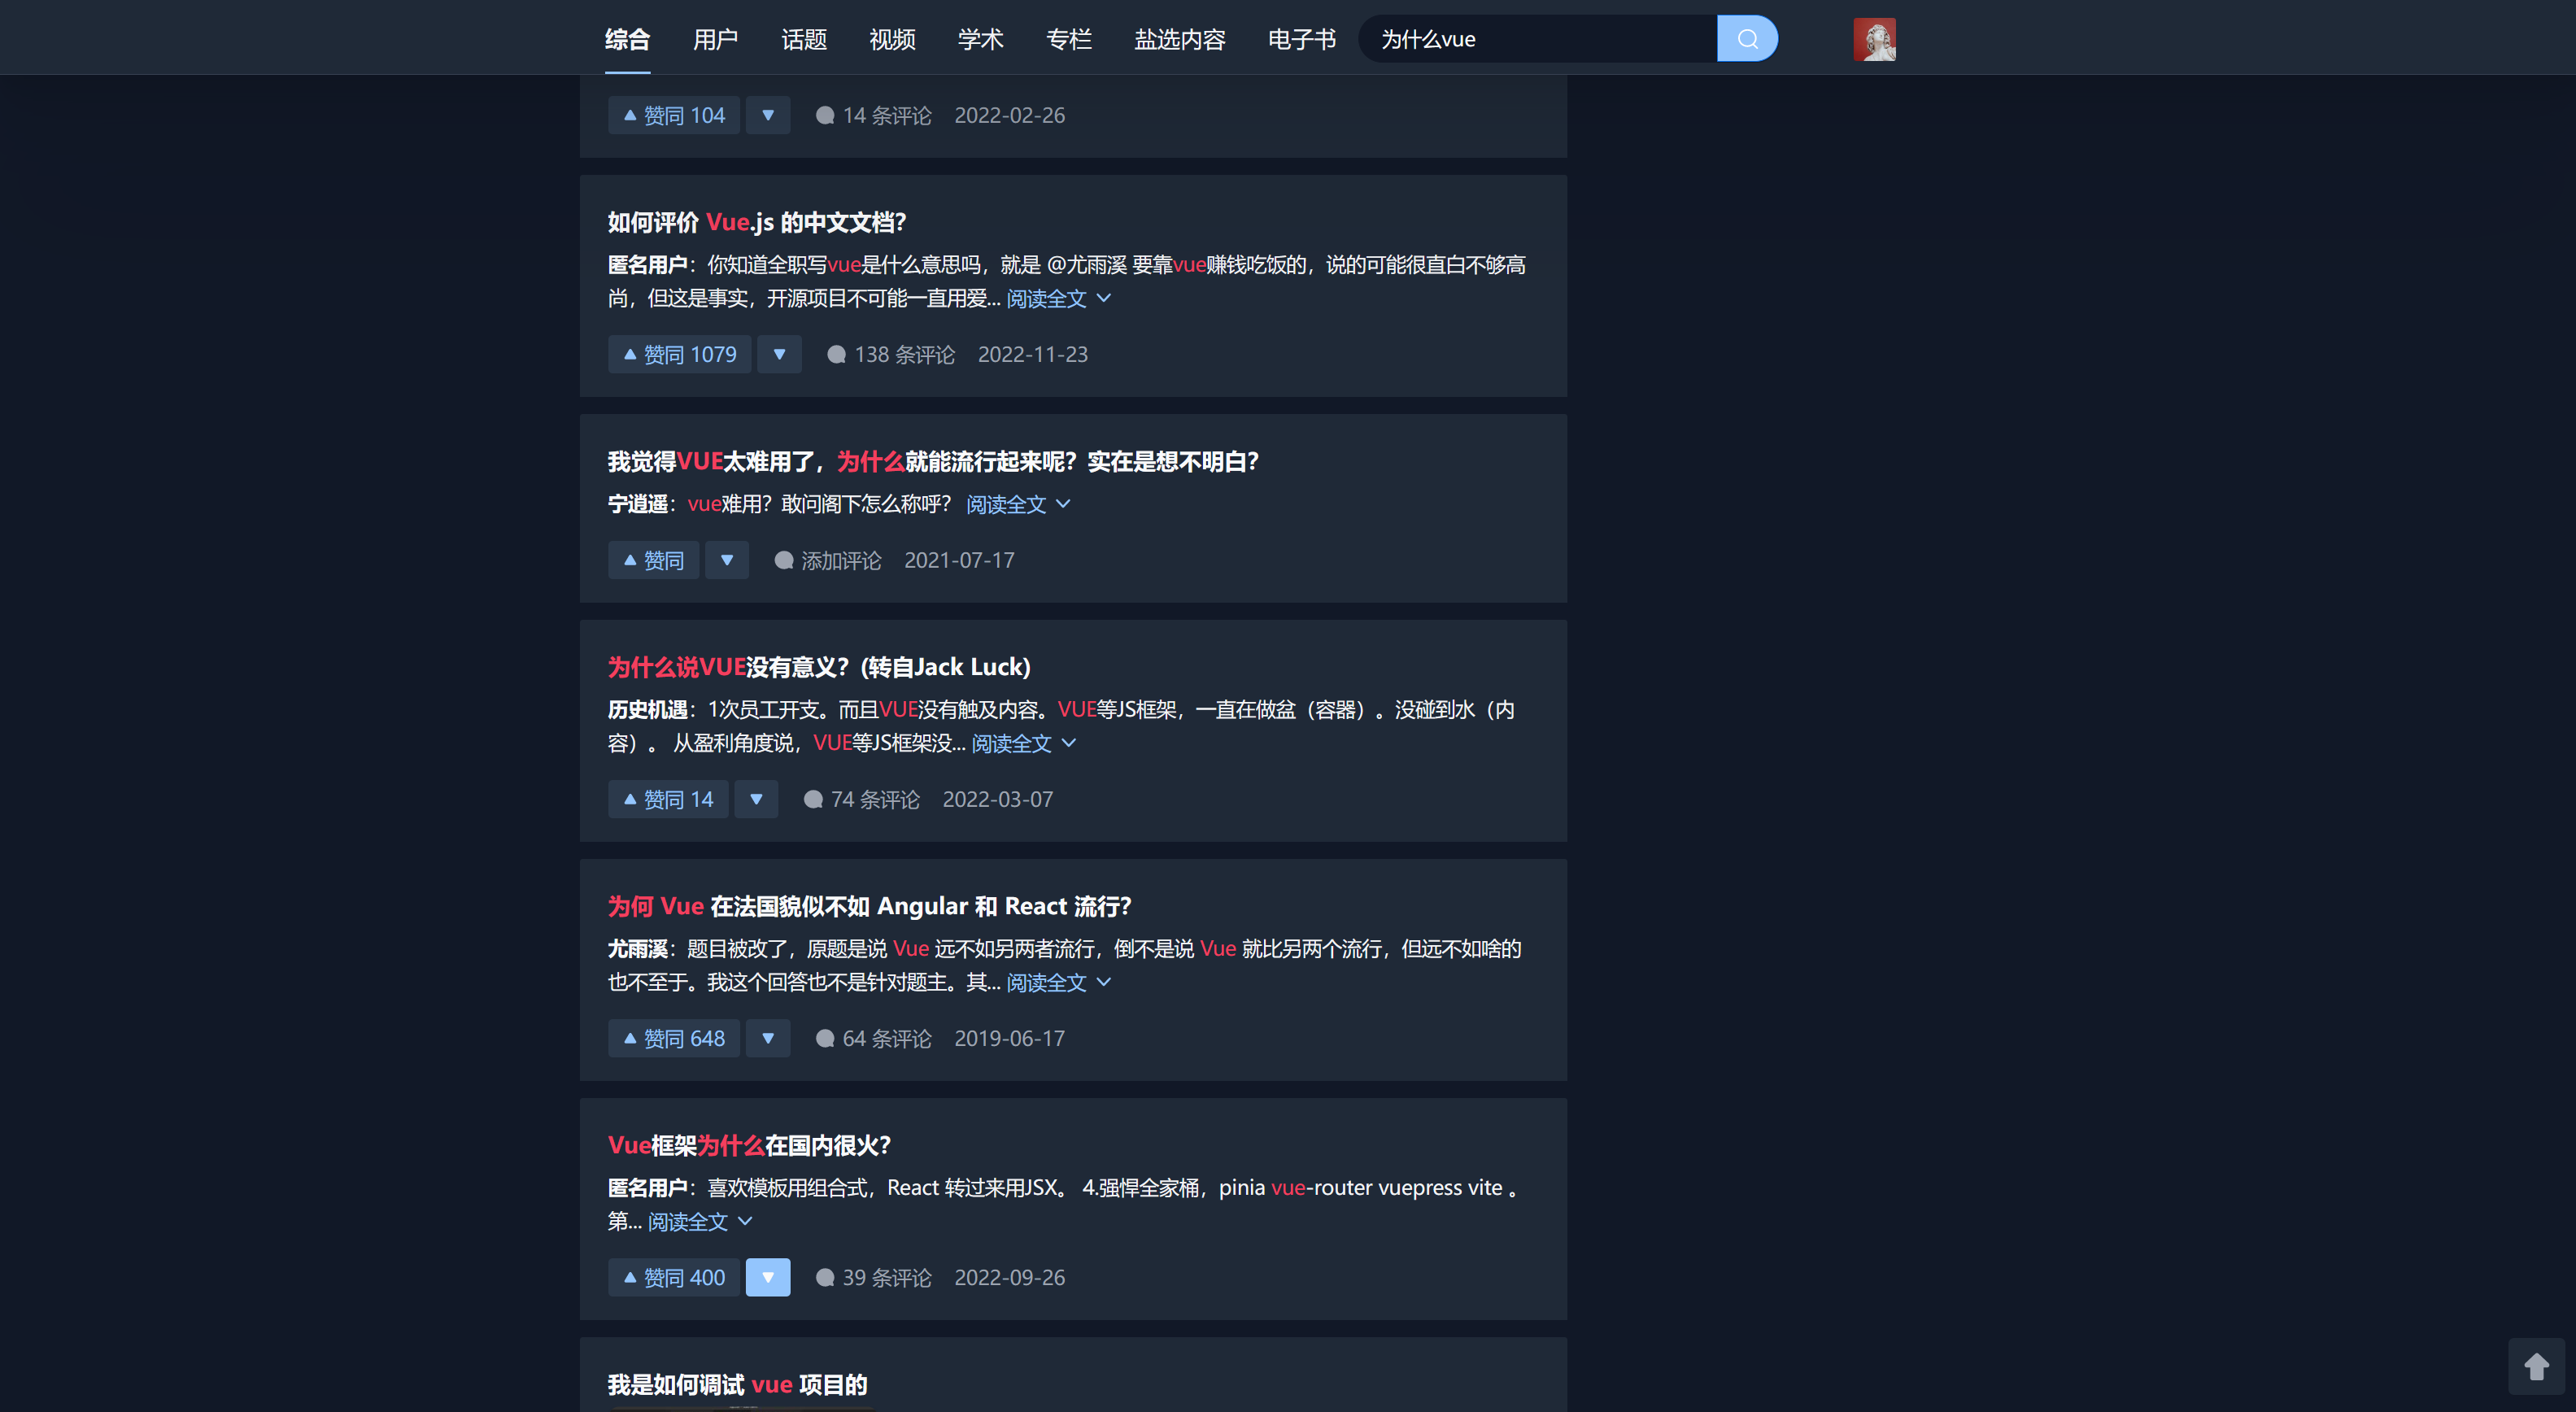 综合 用户 话题 视频 学术 专栏 盐选内容 电子书 为什么vue
赞同 104 14 条评论 2022-02-26
如何评价 Vue.js 的中文文档？
匿名用户：你知道全职写vue是什么意思吗，就是 @尤雨溪 要靠vue赚钱吃饭的，说的可能很直白不够高
尚，但这是事实，开源项目不可能一直用爱... 阅读全文
赞同 1079 138 条评论 2022-11-23
我觉得VUE太难用了，为什么就能流行起来呢？实在是想不明白？
宁逍遥：vue难用？敢问阁下怎么称呼？ 阅读全文
赞同 添加评论 2021-07-17
为什么说VUE没有意义？(转自Jack Luck)
历史机遇：1次员工开支。而且VUE没有触及内容。VUE等JS框架，一直在做盆（容器）。没碰到水（内
容）。 从盈利角度说，VUE等JS框架没... 阅读全文
赞同 14 74 条评论 2022-03-07
为何 Vue 在法国貌似不如 Angular 和 React 流行？
尤雨溪：题目被改了，原题是说 Vue 远不如另两者流行，倒不是说 Vue 就比另两个流行，但远不如啥的
也不至于。我这个回答也不是针对题主。其... 阅读全文
赞同 648 64 条评论 2019-06-17
Vue框架为什么在国内很火？
匿名用户：喜欢模板用组合式，React 转过来用JSX。 4.强悍全家桶，pinia vue-router vuepress vite 。
第... 阅读全文
赞同 400 39 条评论 2022-09-26
我是如何调试 vue 项目的